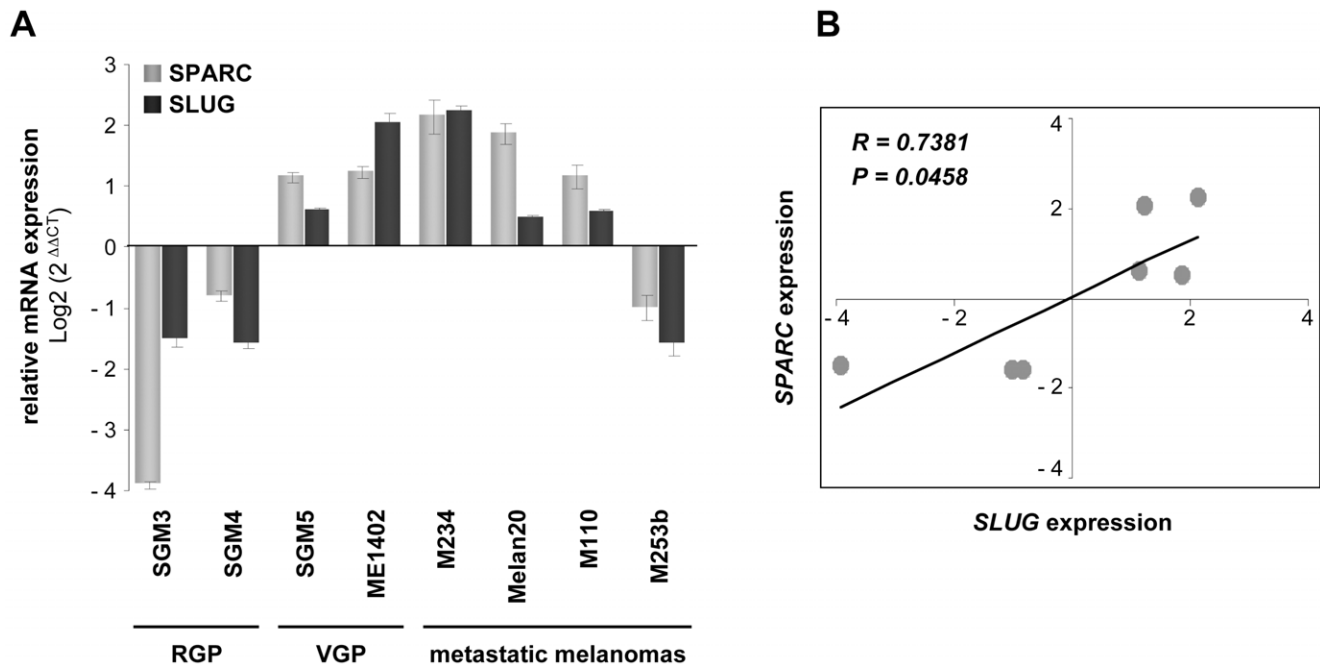 A
relative mRNA expression
Log2 (2 ΔΔCT)
3
2
1
0
- 1
- 2
- 3
- 4
SPARC
SLUG
SGM3
SGM4
SGM5
ME1402
M234
Melan20
M110
M253b
RGP
VGP
metastatic melanomas
B
R = 0.7381
P = 0.0458
SPARC expression
4
2
- 4
- 2
2
4
- 2
- 4
SLUG expression